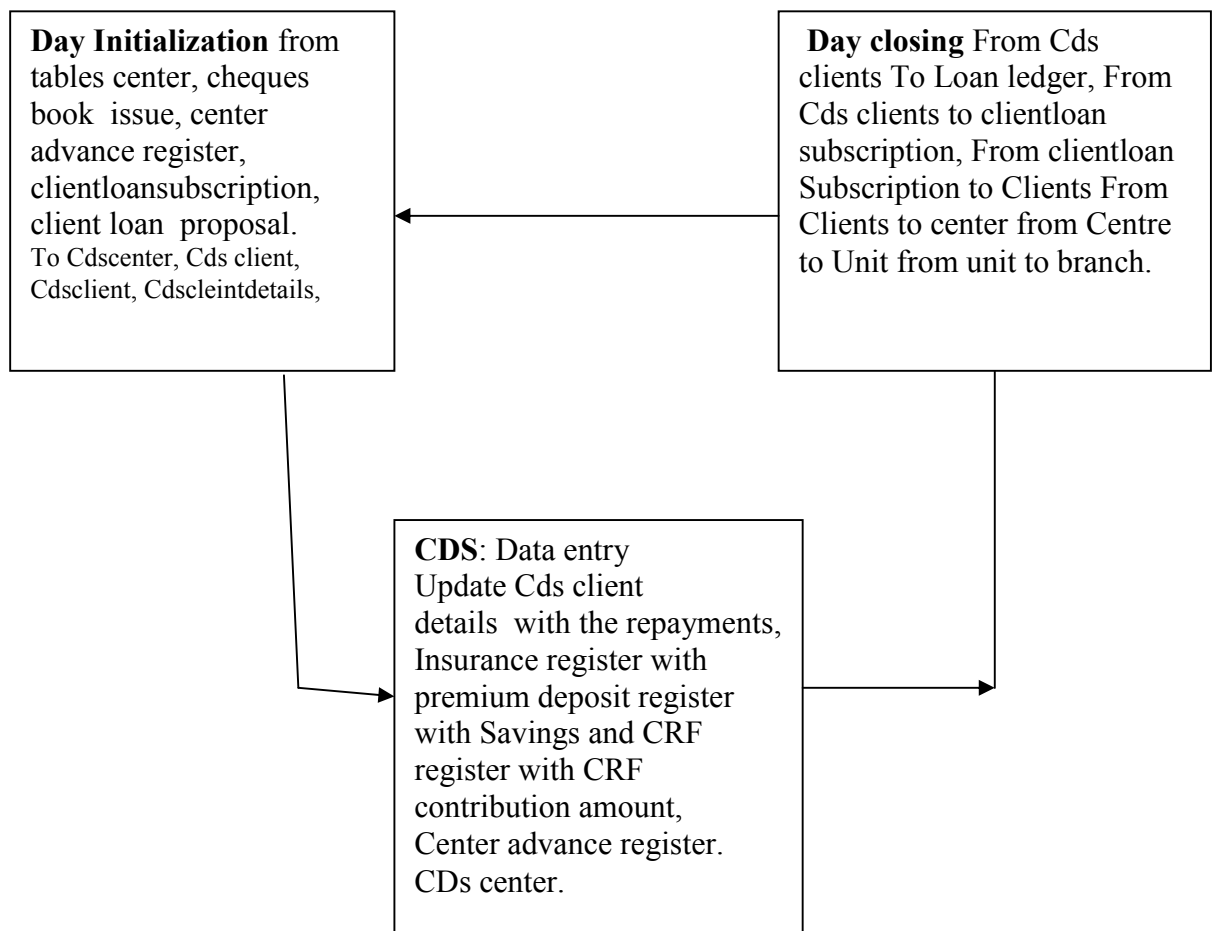 Day Initialization from
tables center, cheques
book issue, center
advance register,
clientloansubscription,
client loan proposal.
To Cdscenter, Cds client,
Cdsclient, Cdscleintdetails,
Day closing From Cds
clients To Loan ledger, From
Cds clients to clientloan
subscription, From clientloan
Subscription to Clients From
Clients to center from Centre
to Unit from unit to branch.
CDS: Data entry
Update Cds client
details with the repayments,
Insurance register with
premium deposit register
with Savings and CRF
register with CRF
contribution amount,
Center advance register.
CDs center.